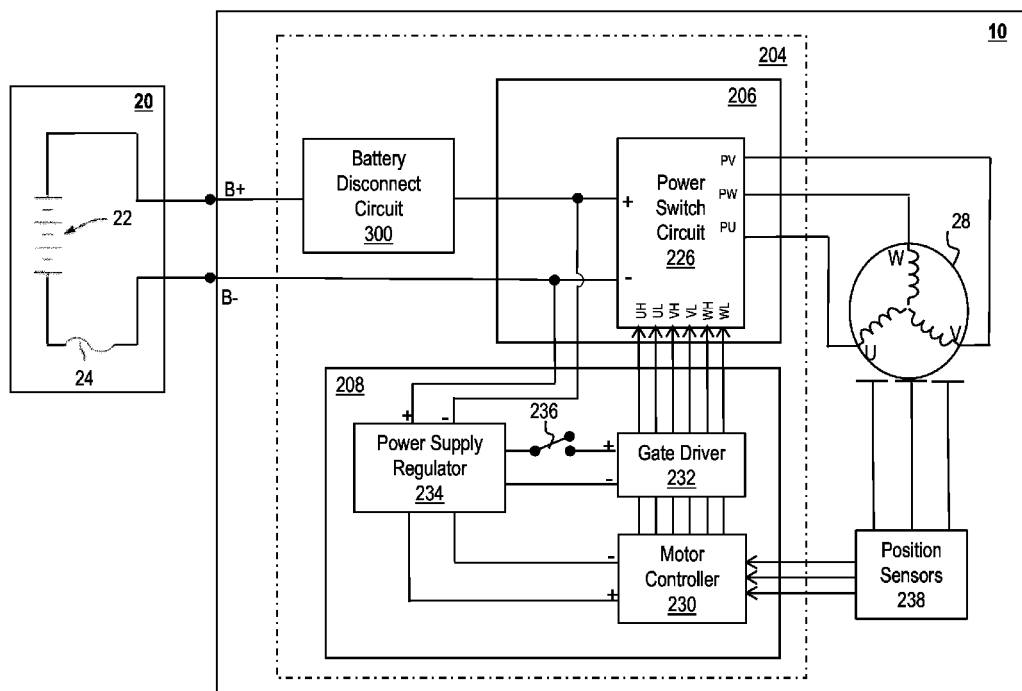 10
204
20
206
Battery
Disconnect
Circuit
300
B+
22
+
Power
Switch
Circuit
226
-
PV
PW
PU
28
W
U
V
B-
UH
UL
VH
VL
WH
WL
24
208
+
-
236
Power Supply
Regulator
234
+
-
Gate Driver
232
Motor
Controller
230
-
+
Position
Sensors
238